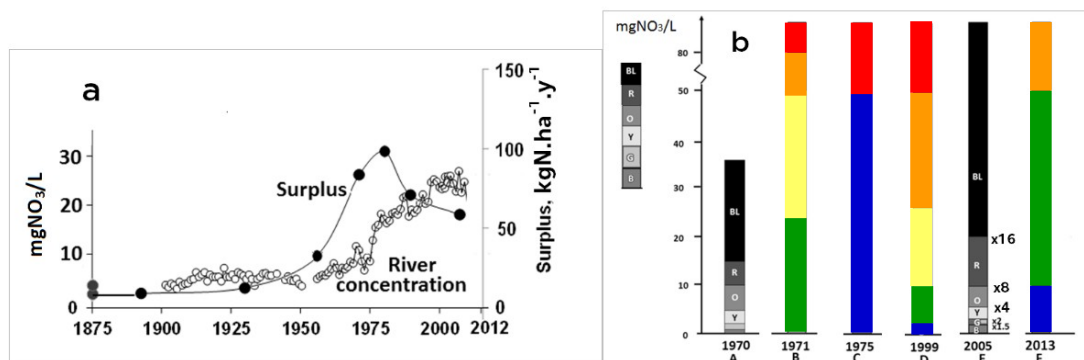 a
mgNO₃/L
30
20
10
0
Surplus
River
concentration
150
100
50
0
Surplus, kgN.ha⁻¹.y⁻¹
1875
1900
1925
1950
1975
2000
2012
b
mgNO₃/L
80
50
40
30
20
10
0
BL
R
O
Y
G
B
BL
R
O
Y
BL
R
O
Y
G
B
x16
x8
x4
x2
x1.5
1970
A
1971
B
1975
C
1999
D
2005
E
2013
F